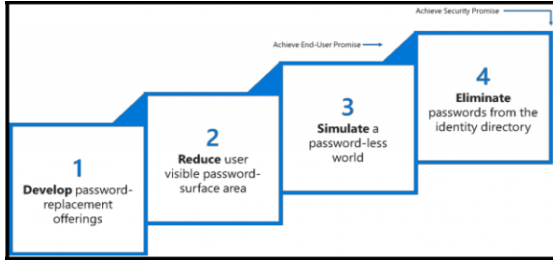 Achieve Security Promise
Achieve End-User Promise
1
Develop password-
replacement
offerings
2
Reduce user
visible password-
surface area
3
Simulate a
password-less
world
4
Eliminate
passwords from the
identity directory